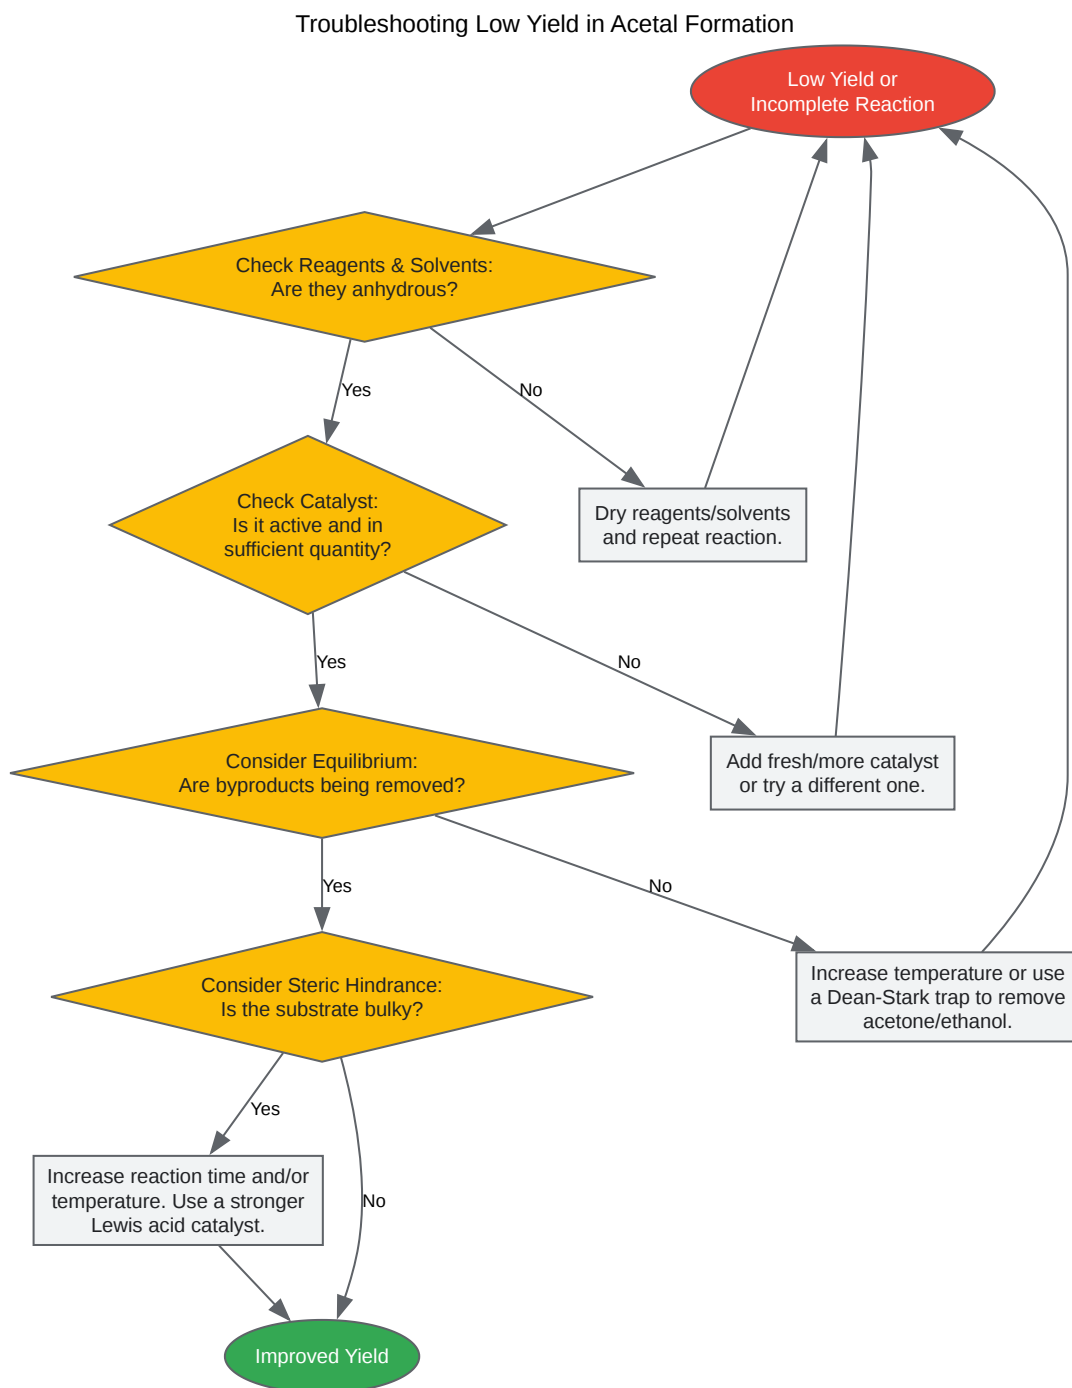 Troubleshooting Low Yield in Acetal Formation
Low Yield or
Incomplete Reaction
Check Reagents & Solvents:
Are they anhydrous?
Yes
No
Check Catalyst:
Is it active and in
sufficient quantity?
Dry reagents/solvents
and repeat reaction.
Yes
No
Consider Equilibrium:
Are byproducts being removed?
Add fresh/more catalyst
or try a different one.
Yes
No
Consider Steric Hindrance:
Is the substrate bulky?
Increase temperature or use
a Dean-Stark trap to remove
acetone/ethanol.
Yes
Increase reaction time and/or
temperature. Use a stronger
Lewis acid catalyst.
No
Improved Yield